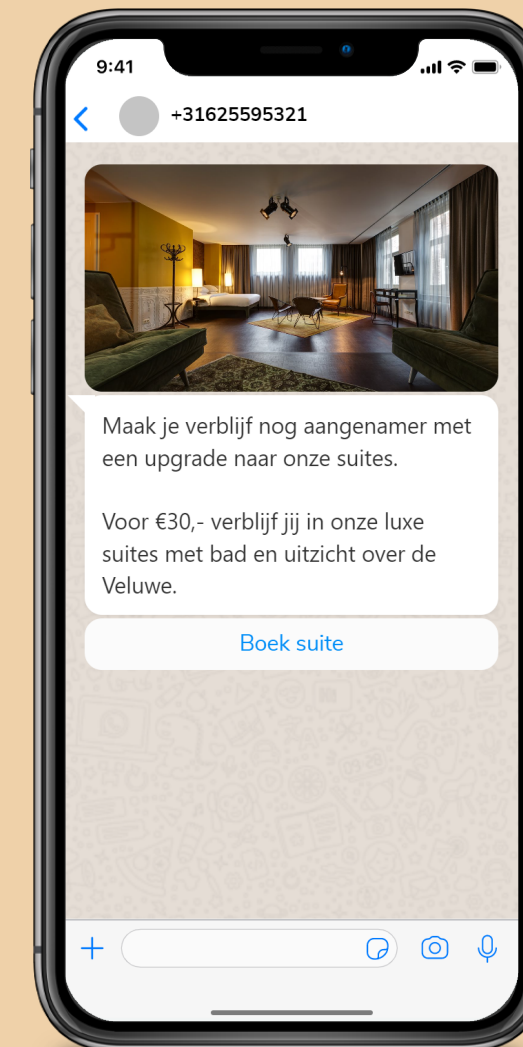 9:41
+31625595321
Maak je verblijf nog aangenamer met
een upgrade naar onze suites.
Voor €30,- verblijf jij in onze luxe
suites met bad en uitzicht over de
Veluwe.
Boek suite